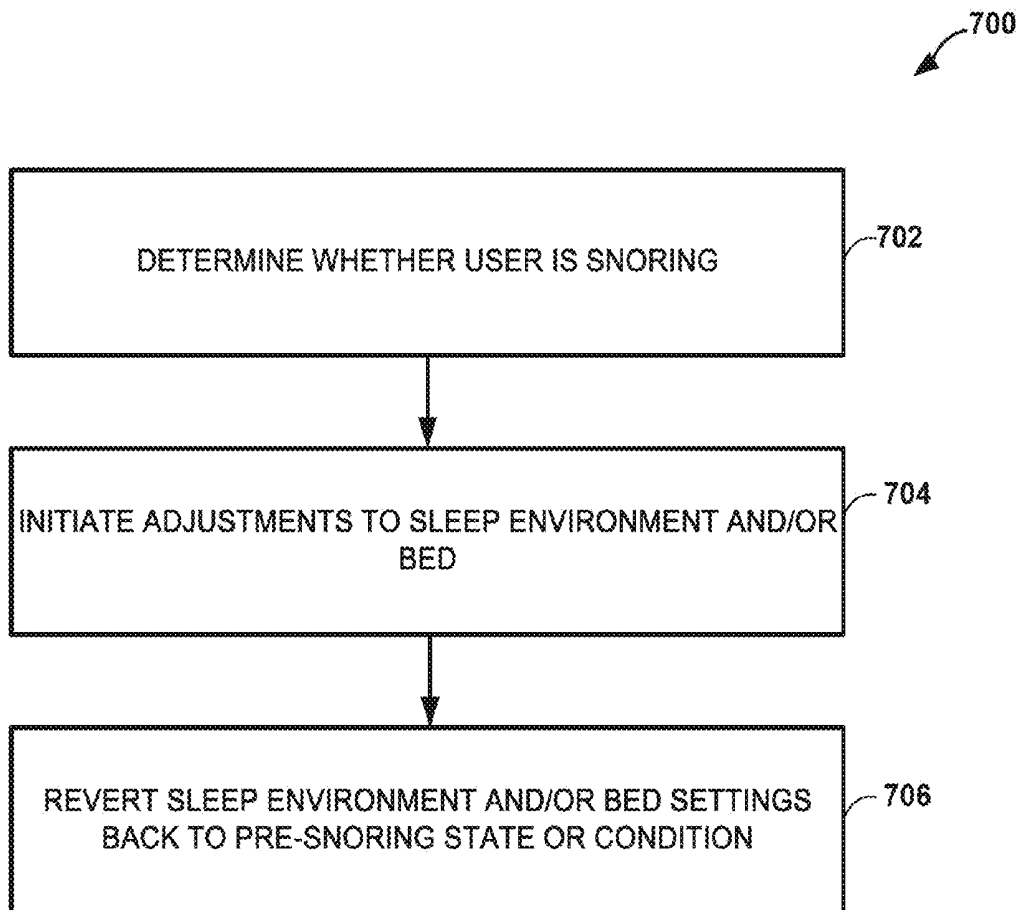 700
DETERMINE WHETHER USER IS SNORING
702
INITIATE ADJUSTMENTS TO SLEEP ENVIRONMENT AND/OR
BED
704
REVERT SLEEP ENVIRONMENT AND/OR BED SETTINGS
BACK TO PRE-SNORING STATE OR CONDITION
706